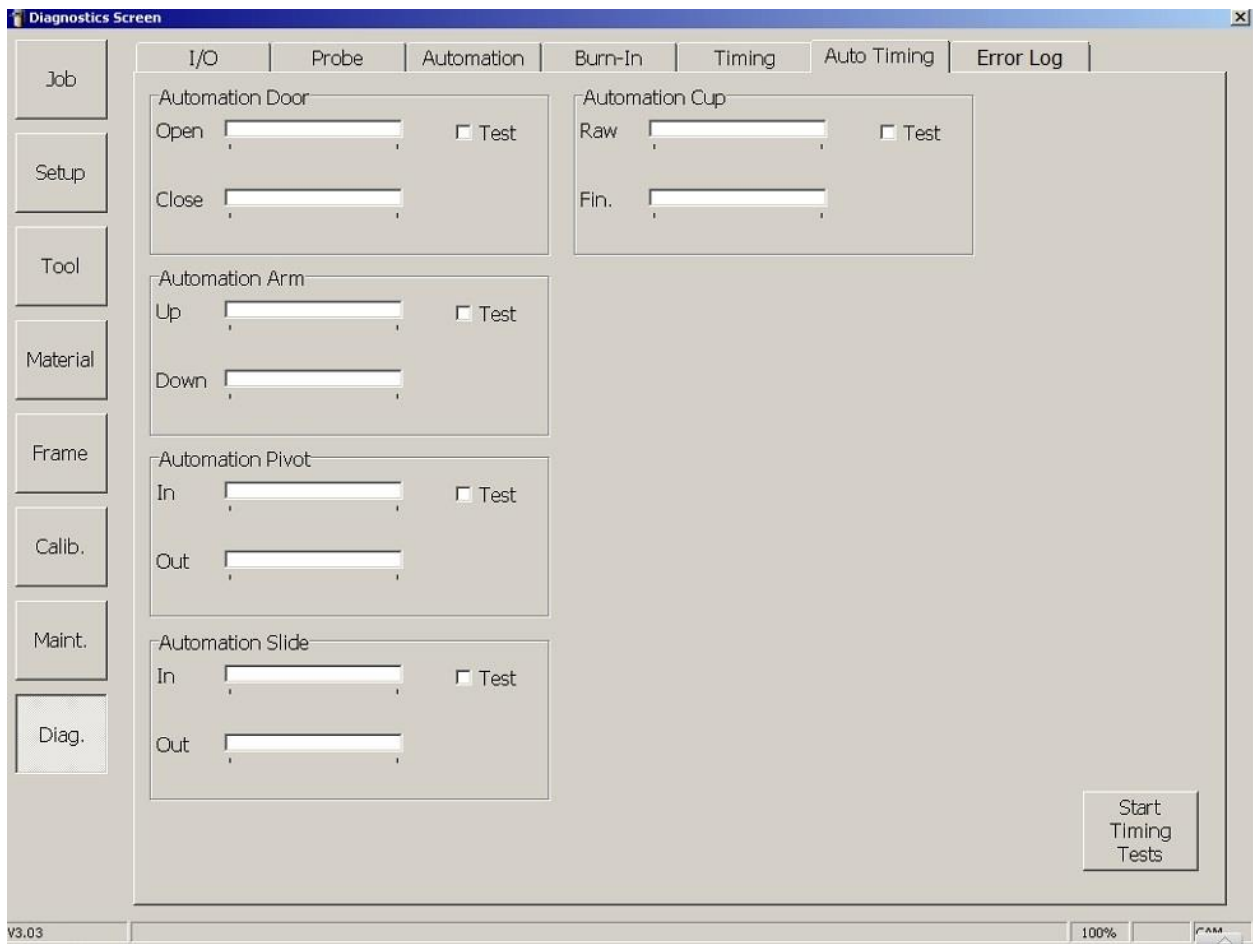 Diagnostics Screen
Job
Setup
Tool
Material
Frame
Calib.
Maint.
Diag.
I/O
Probe
Automation
Burn-In
Timing
Auto Timing
Error Log
Automation Door
Open
Test
Close
Automation Cup
Raw
Test
Fin.
Automation Arm
Up
Test
Down
Automation Pivot
In
Test
Out
Automation Slide
In
Test
Out
Start
Timing
Tests
V3.03
100%
CAM